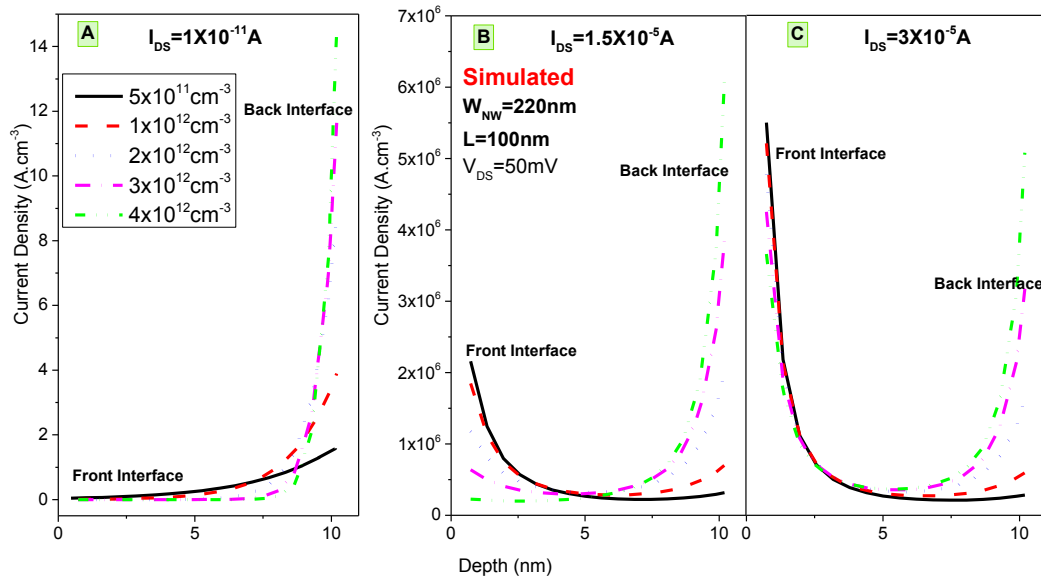 A
I_DS=1X10^-11A
Current Density (A.cm^-3)
14
12
10
8
6
4
2
0
5x10^11cm^-3
1x10^12cm^-3
2x10^12cm^-3
3x10^12cm^-3
4x10^12cm^-3
Back Interface
Front Interface
0 5 10
B
I_DS=1.5X10^-5A
Simulated
W_NW=220nm
L=100nm
V_DS=50mV
Current Density (A.cm^-3)
7x10^6
6x10^6
5x10^6
4x10^6
3x10^6
2x10^6
1x10^6
0
Back Interface
Front Interface
0 5 10
C
I_DS=3X10^-5A
Front Interface
Back Interface
0 5 10
Depth (nm)